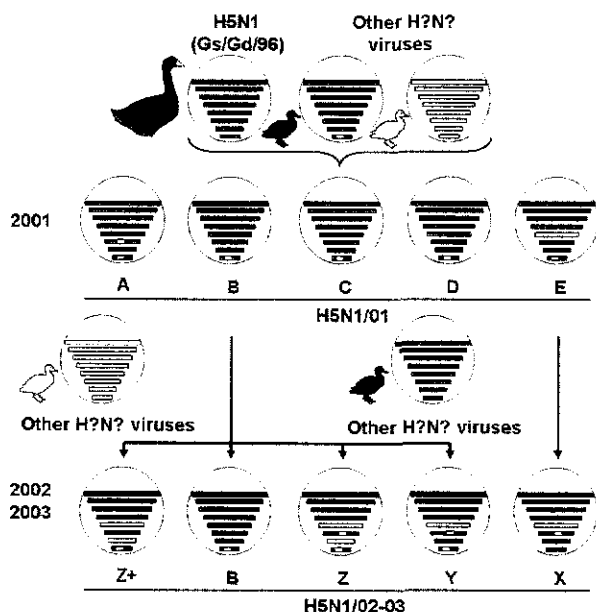 H5N1
(Gs/Gd/96)
Other H?N?
viruses
2001
A B C D E
H5N1/01
Other H?N? viruses
Other H?N? viruses
2002
2003
Z+ B Z Y X
H5N1/02-03